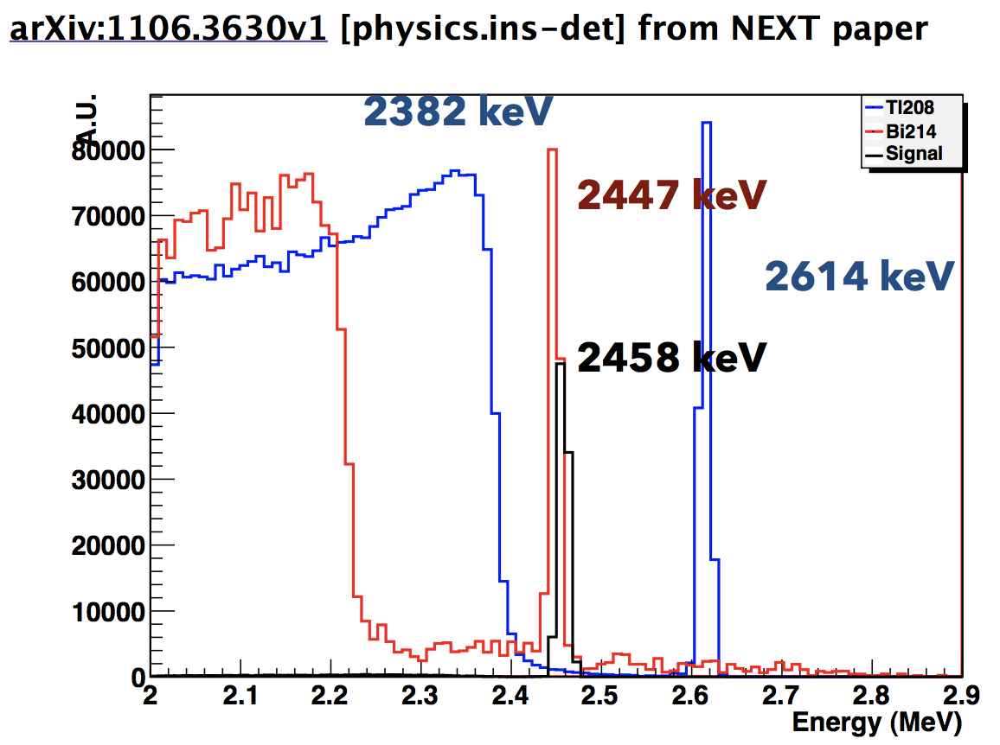 arXiv:1106.3630v1 [physics.ins-det] from NEXT paper
A.U.
2382 keV
Tl208
Bi214
Signal
80000
2447 keV
70000
2614 keV
60000
50000
2458 keV
40000
30000
20000
10000
0
2 2.1 2.2 2.3 2.4 2.5 2.6 2.7 2.8 2.9
Energy (MeV)